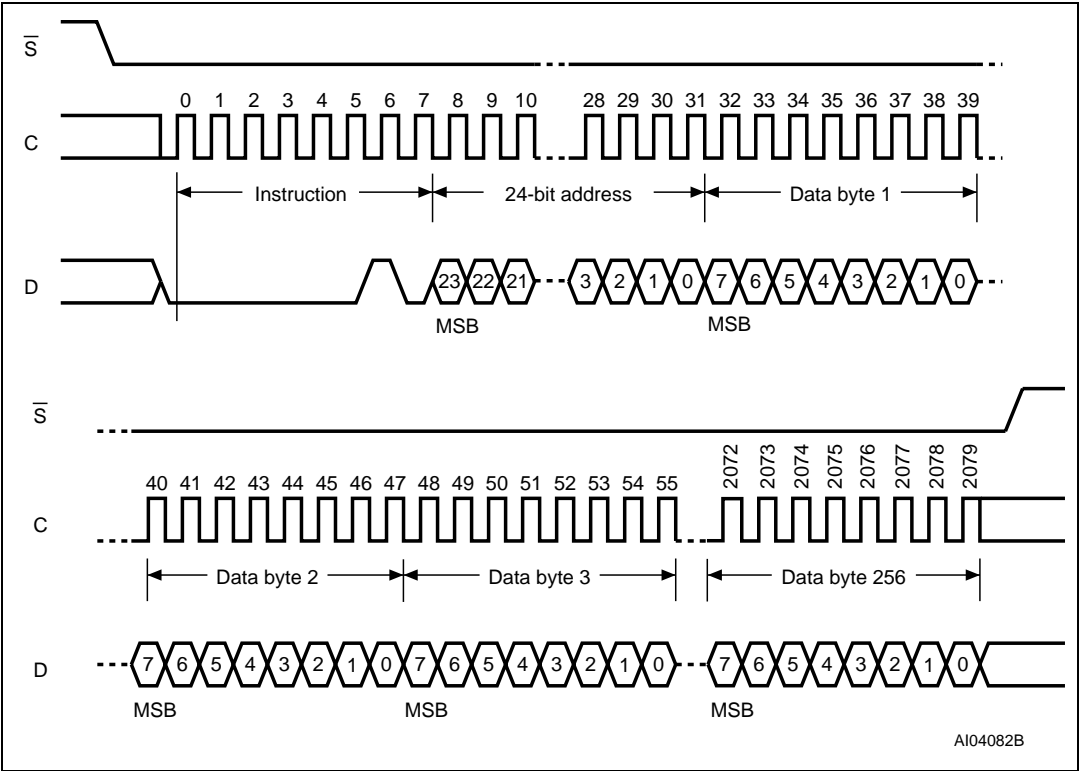 S̅
0 1 2 3 4 5 6 7 8 9 10 28 29 30 31 32 33 34 35 36 37 38 39
C
Instruction 24-bit address Data byte 1
D
23 22 21 3 2 1 0 7 6 5 4 3 2 1 0
MSB MSB
S̅
40 41 42 43 44 45 46 47 48 49 50 51 52 53 54 55 2072 2073 2074 2075 2076 2077 2078 2079
C
Data byte 2 Data byte 3 Data byte 256
D
7 6 5 4 3 2 1 0 7 6 5 4 3 2 1 0 7 6 5 4 3 2 1 0
MSB MSB MSB
AI04082B